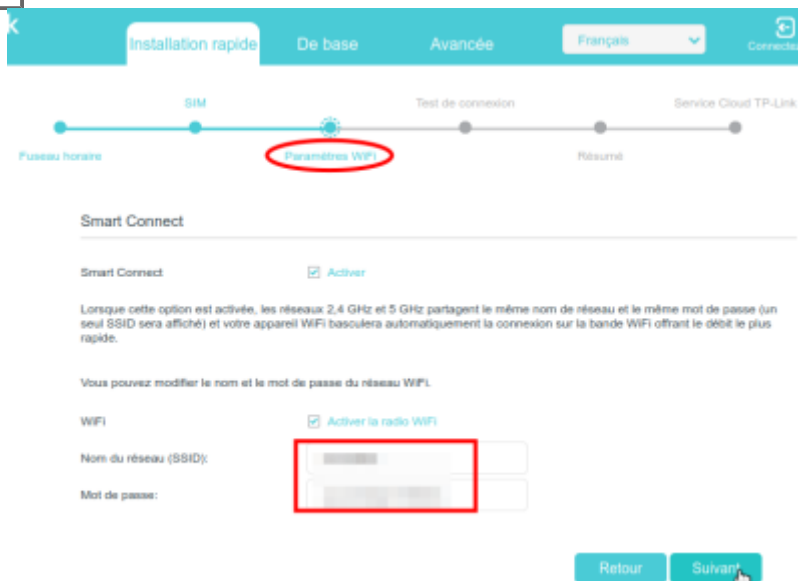 k
Installation rapide
De base
Avancée
Français
SIM
Test de connexion
Service Cloud TP-Link
Fuseau horaire
Paramètres WiFi
Résumé
Smart Connect
Smart Connect
Activer
Lorsque cette option est activée, les réseaux 2,4 GHz et 5 GHz partagent le même nom de réseau et le même mot de passe (un
seul SSID sera affiché) et votre appareil WiFi basculera automatiquement la connexion sur la bande WiFi offrant le débit le plus
rapide.
Vous pouvez modifier le nom et le mot de passe du réseau WiFi.
WiFi
Activer la radio WiFi
Nom du réseau (SSID):
Mot de passe:
Retour
Suivant